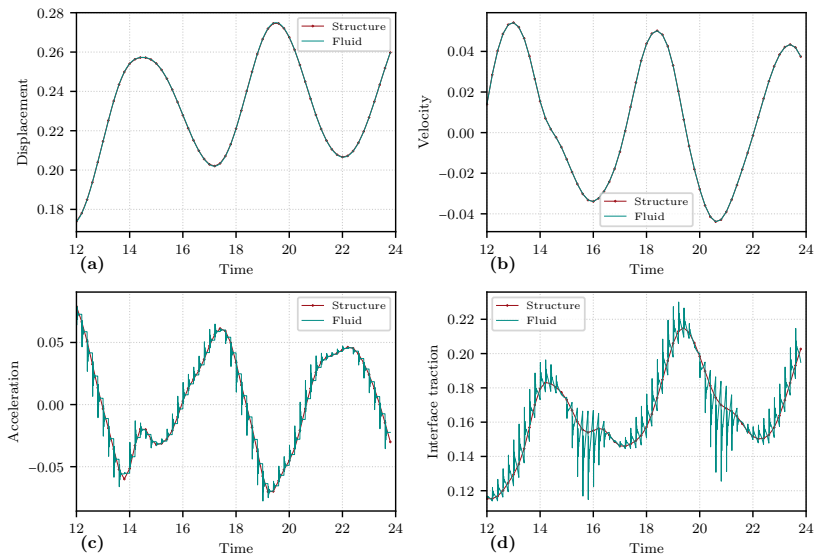 0.28
0.26
0.24
0.22
0.20
0.18
Displacement
Structure
Fluid
12 14 16 18 20 22 24
(a)
Time
0.04
0.02
0.00
−0.02
−0.04
Velocity
Structure
Fluid
12 14 16 18 20 22 24
(b)
Time
0.05
0.00
−0.05
Acceleration
Structure
Fluid
12 14 16 18 20 22 24
(c)
Time
0.22
0.20
0.18
0.16
0.14
0.12
Interface traction
Structure
Fluid
12 14 16 18 20 22 24
(d)
Time